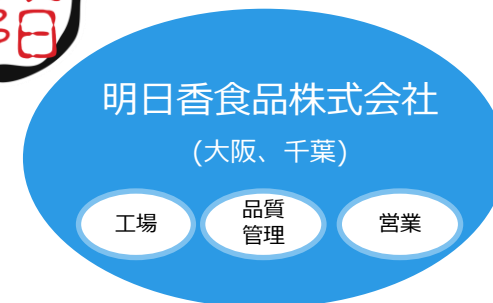 明日香食品株式会社
(大阪、千葉)
工場
品質
管理
営業